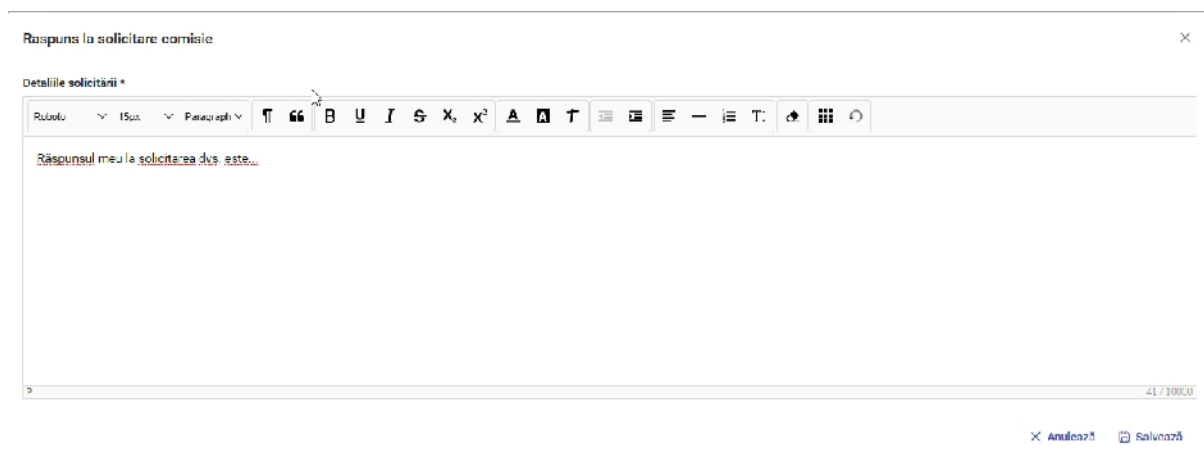 Raspuns la solicitare comisie
Detaliile solicitării *
Roboto 15px Paragraph
Răspunsul meu la solicitarea dvs. este...
41 / 10000
Anulează Salvează